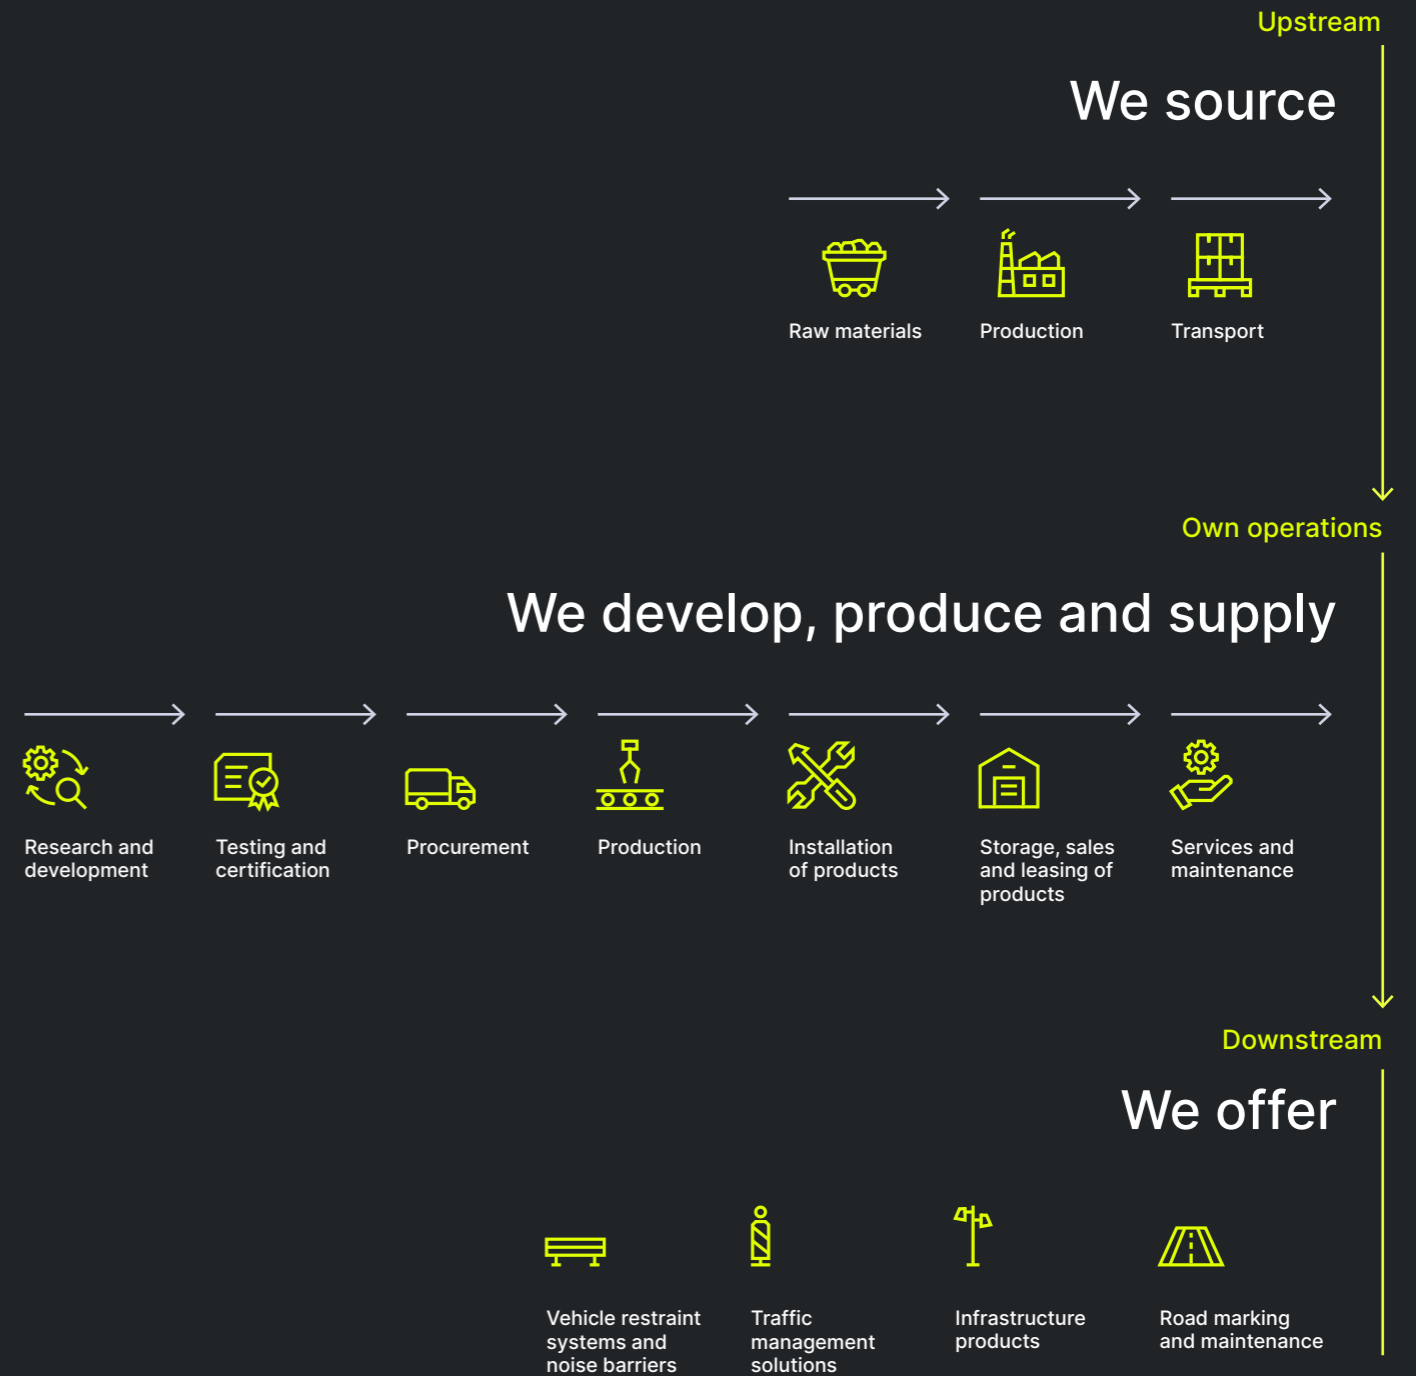 Upstream
We source
Raw materials
Production
Transport
Own operations
We develop, produce and supply
Research and
development
Testing and
certification
Procurement
Production
Installation
of products
Storage, sales
and leasing of
products
Services and
maintenance
Downstream
We offer
Vehicle restraint
systems and
noise barriers
Traffic
management
solutions
Infrastructure
products
Road marking
and maintenance